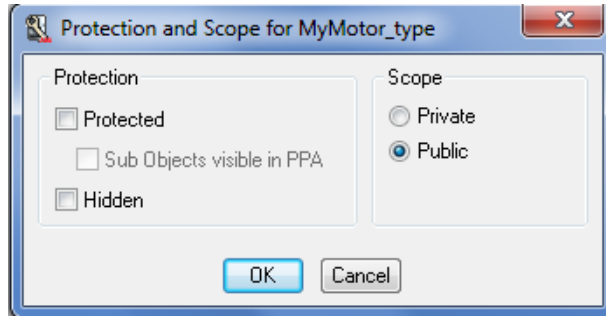 Protection and Scope for MyMotor_type
Protection
Protected
Sub Objects visible in PPA
Hidden
Scope
Private
Public
OK
Cancel